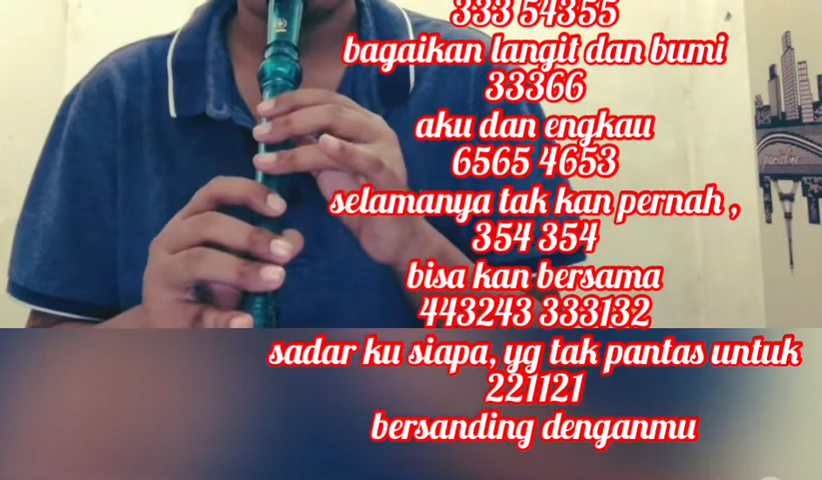 333 54355
bagaikan langit dan bumi
33366
aku dan engkau
6565 4653
selamanya tak kan pernah ,
354 354
bisa kan bersama
443243 333132
sadar ku siapa, yg tak pantas untuk
221121
bersanding denganmu